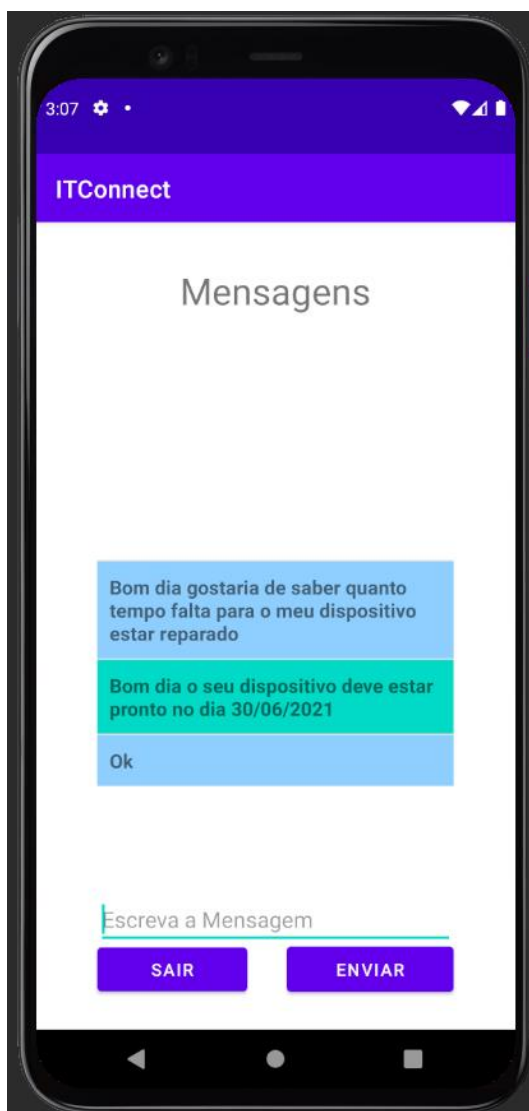 3:07
ITConnect
Mensagens
Bom dia gostaria de saber quanto
tempo falta para o meu dispositivo
estar reparado
Bom dia o seu dispositivo deve estar
pronto no dia 30/06/2021
Ok
Escreva a Mensagem
SAIR
ENVIAR